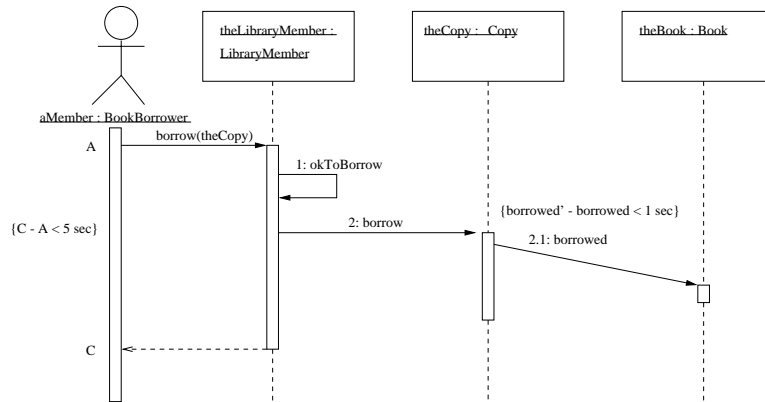 theLibraryMember :
LibraryMember
theCopy : Copy
theBook : Book
aMember : BookBorrower
A
borrow(theCopy)
1: okToBorrow
{C - A < 5 sec}
2: borrow
{borrowed' - borrowed < 1 sec}
2.1: borrowed
C